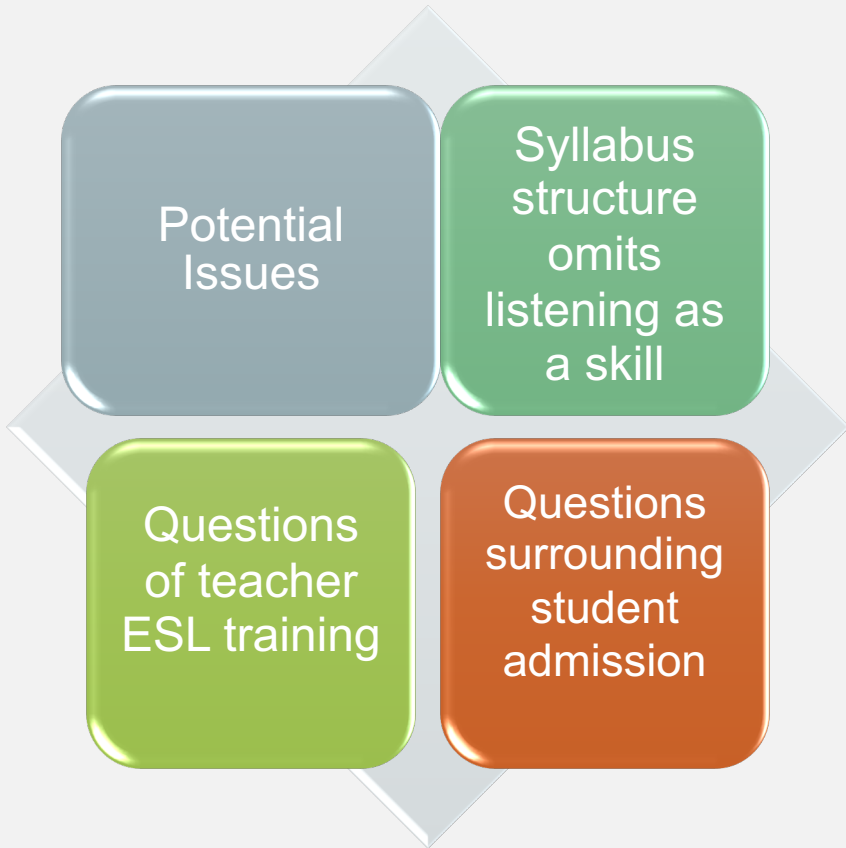 Potential
Issues
Syllabus
structure
omits
listening as
a skill
Questions
of teacher
ESL training
Questions
surrounding
student
admission